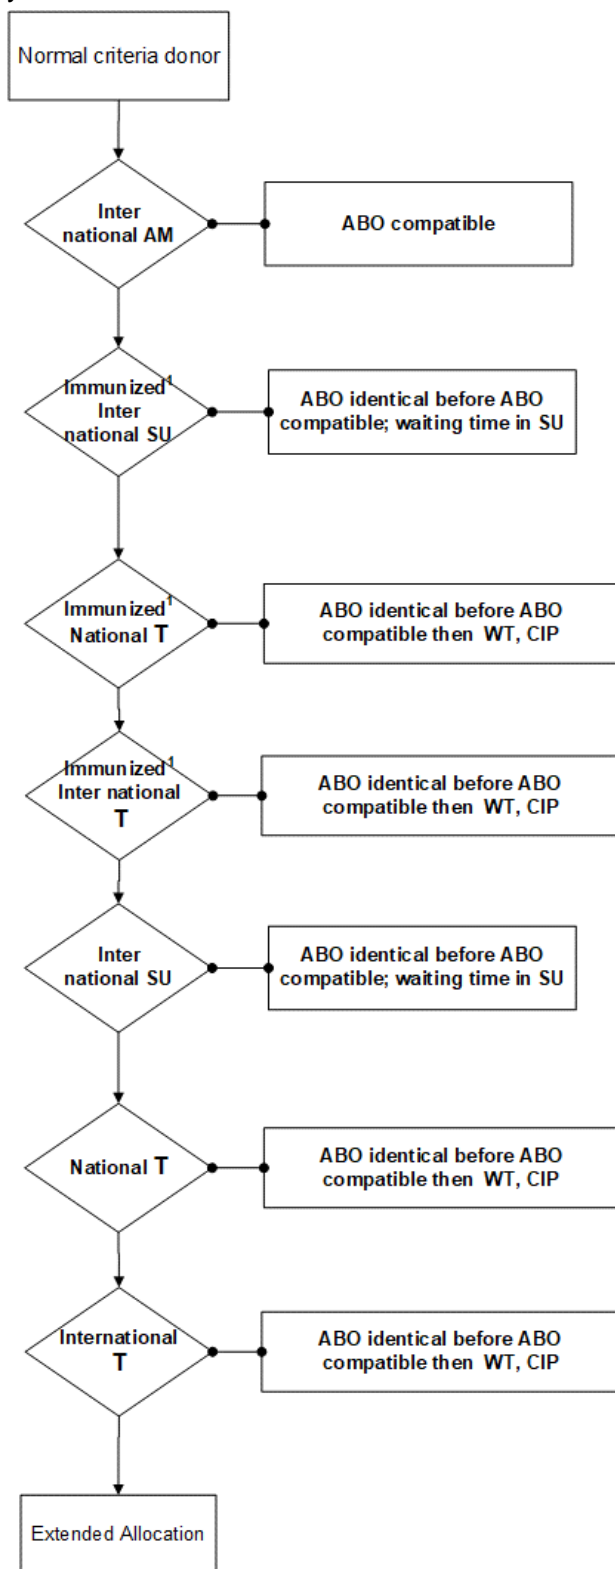 Normal criteria donor
Inter
national AM
ABO compatible
Immunized¹
Inter
national SU
ABO identical before ABO
compatible; waiting time in SU
Immunized¹
National T
ABO identical before ABO
compatible then WT, CIP
Immunized¹
Inter national
T
ABO identical before ABO
compatible then WT, CIP
Inter
national SU
ABO identical before ABO
compatible; waiting time in SU
National T
ABO identical before ABO
compatible then WT, CIP
International
T
ABO identical before ABO
compatible then WT, CIP
Extended Allocation